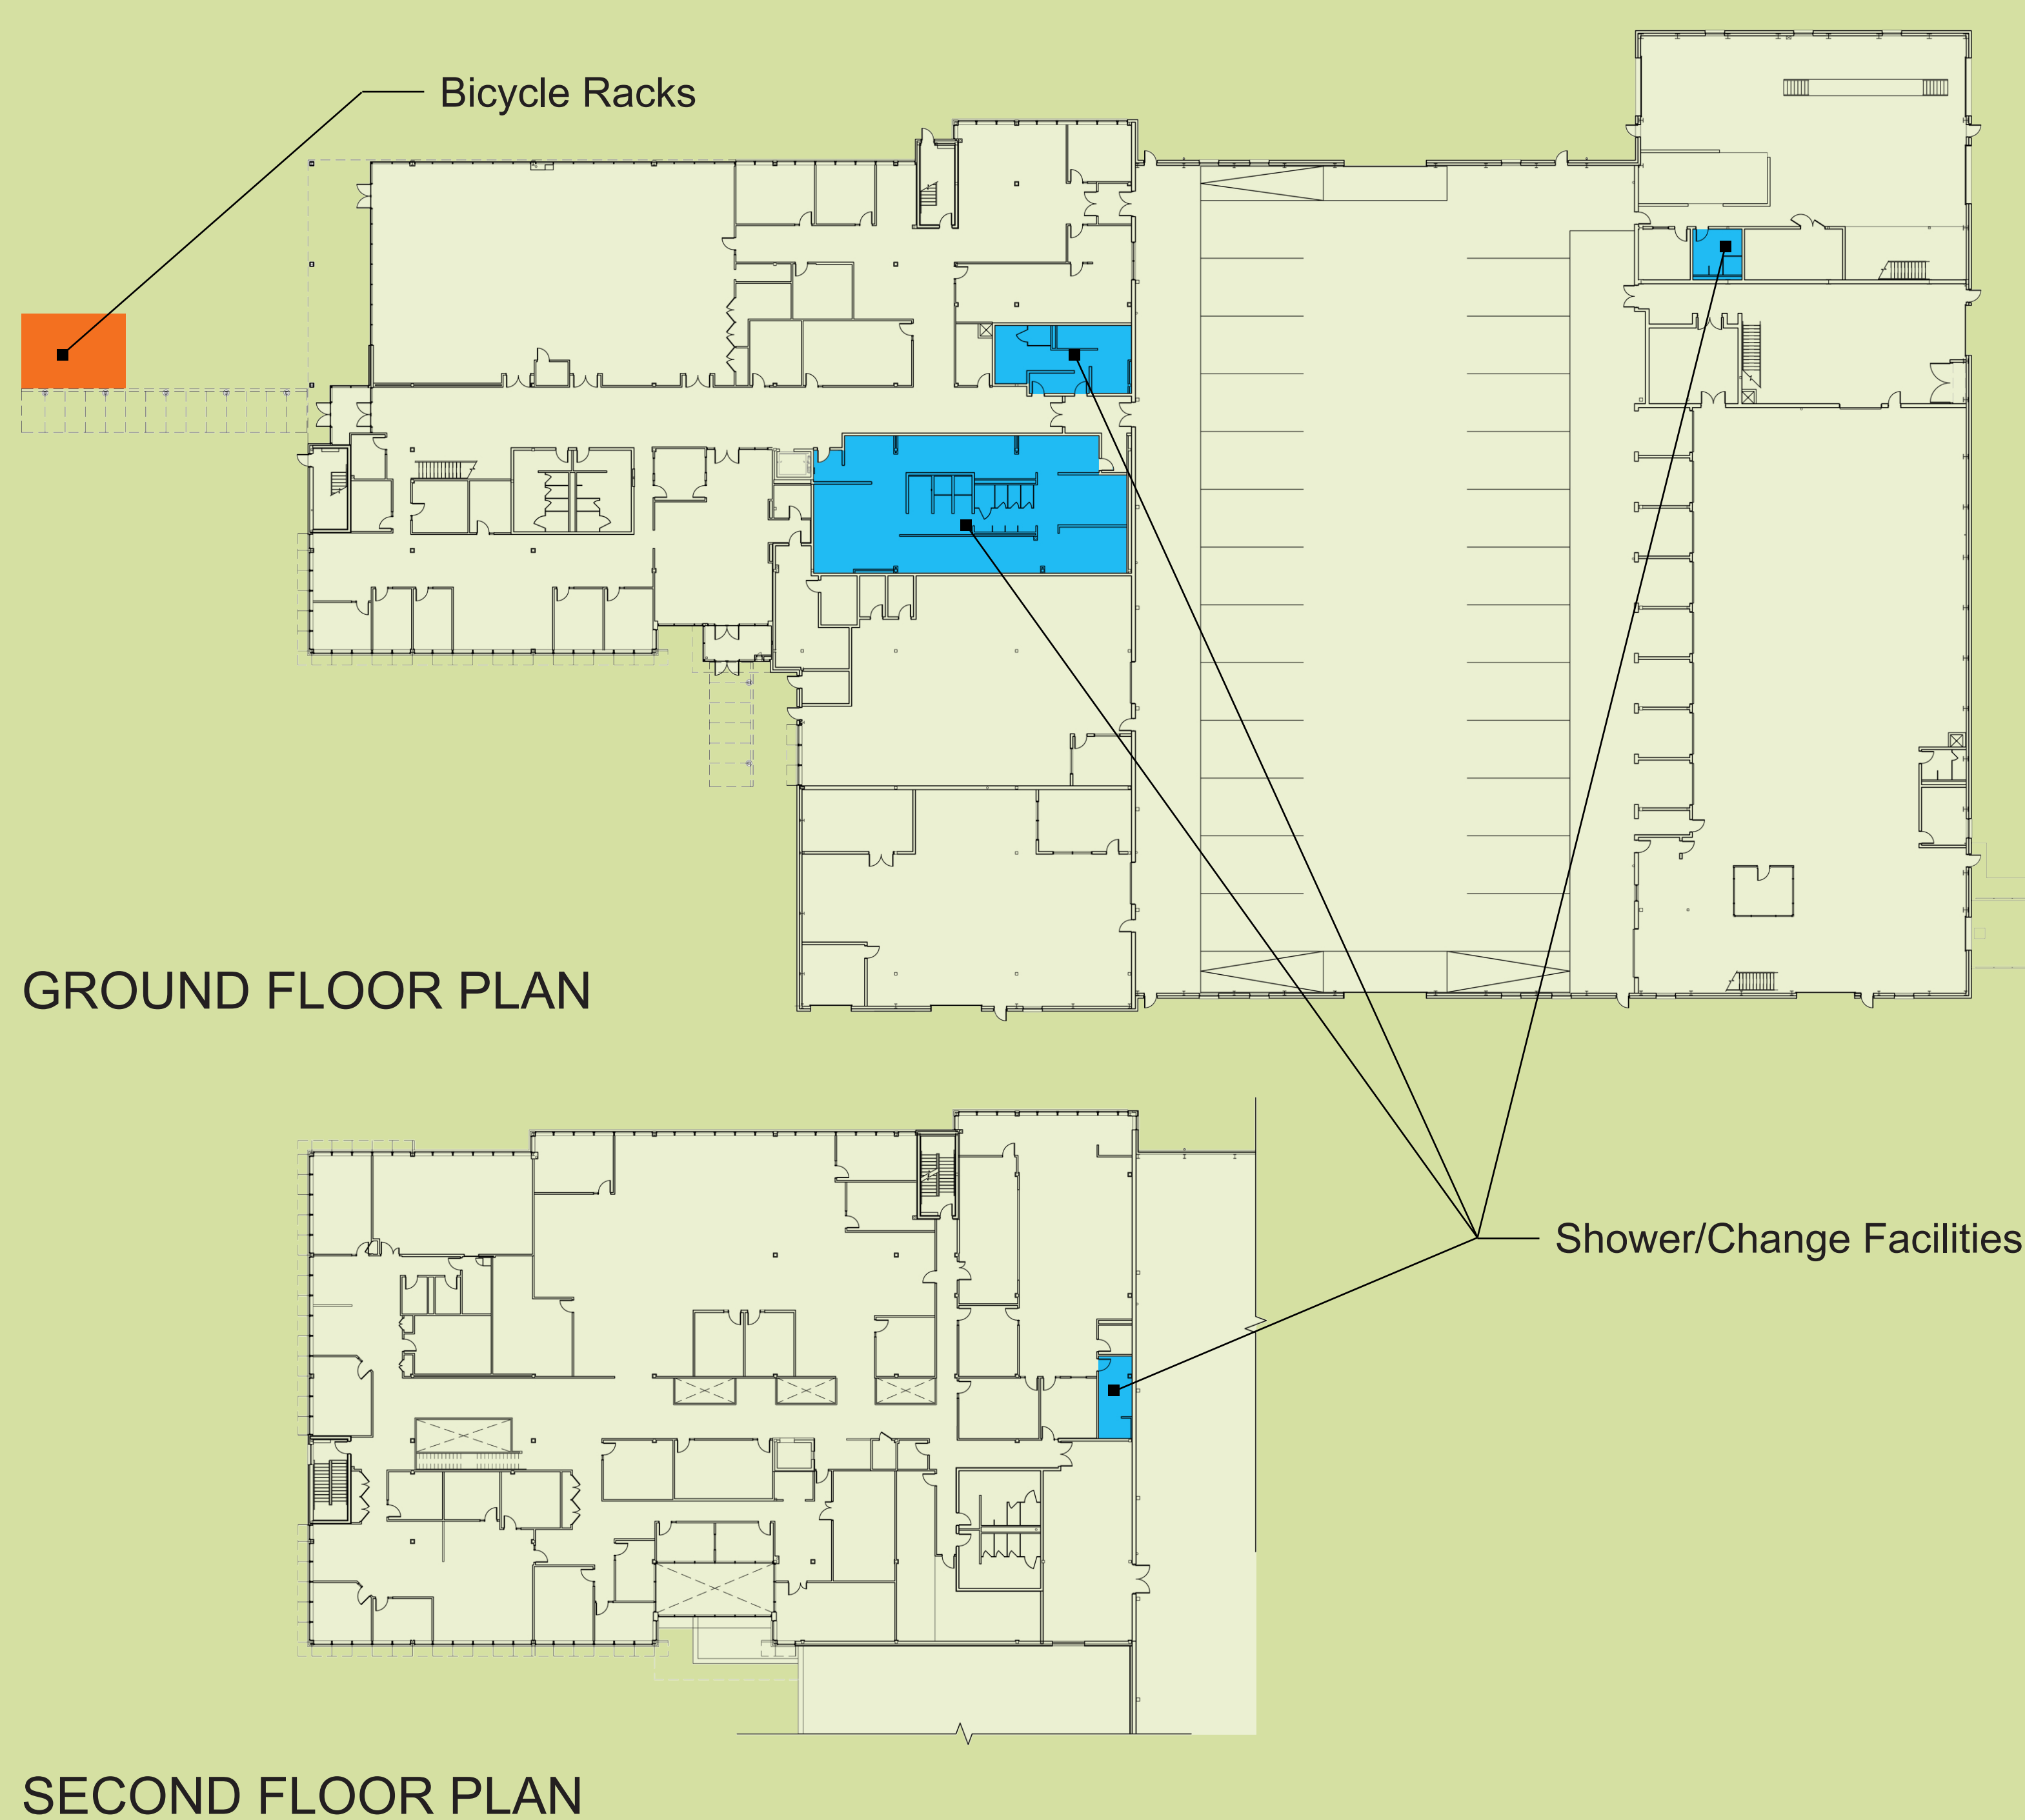 Bicycle Racks
GROUND FLOOR PLAN
Shower/Change Facilities
SECOND FLOOR PLAN